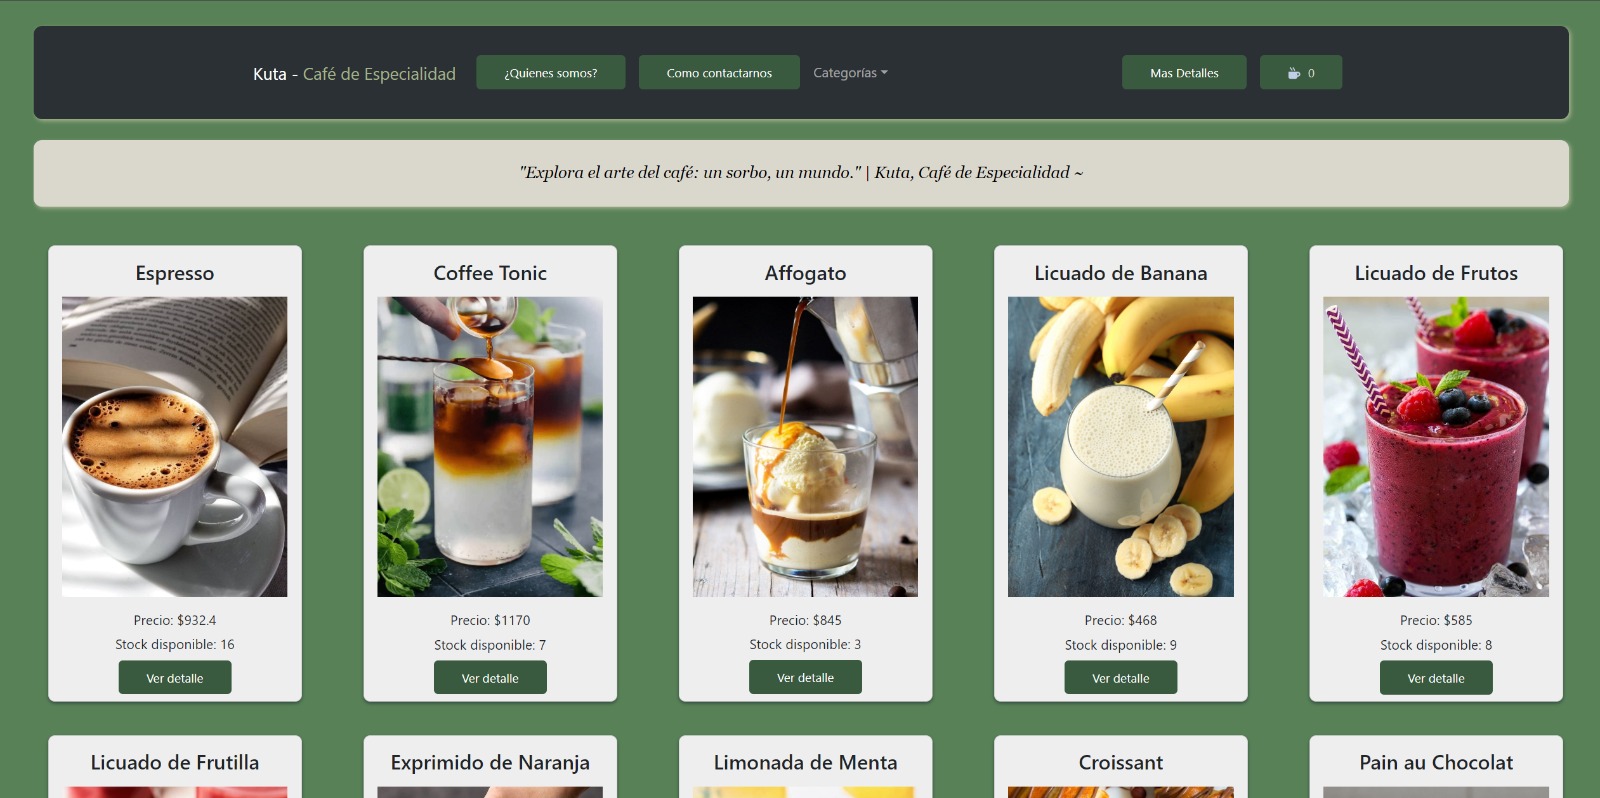 Kuta - Café de Especialidad
¿Quienes somos?
Como contactarnos
Categorías
Mas Detalles
0
"Explora el arte del café: un sorbo, un mundo." | Kuta, Café de Especialidad ~
Espresso
Precio: $932.4
Stock disponible: 16
Ver detalle
Coffee Tonic
Precio: $1170
Stock disponible: 7
Ver detalle
Affogato
Precio: $845
Stock disponible: 3
Ver detalle
Licuado de Banana
Precio: $468
Stock disponible: 9
Ver detalle
Licuado de Frutos
Precio: $585
Stock disponible: 8
Ver detalle
Licuado de Frutilla
Exprimido de Naranja
Limonada de Menta
Croissant
Pain au Chocolat